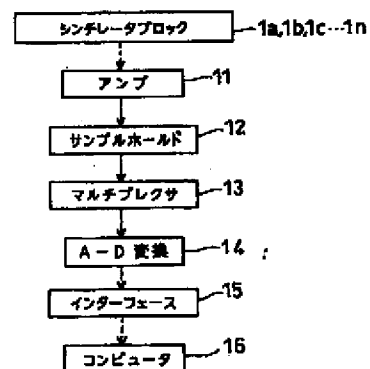 シンチレータブロック 1a,1b,1c…1n
アンプ 11
サンプルホールド 12
マルチプレクサ 13
A-D 変換 14
インターフェース 15
コンピュータ 16